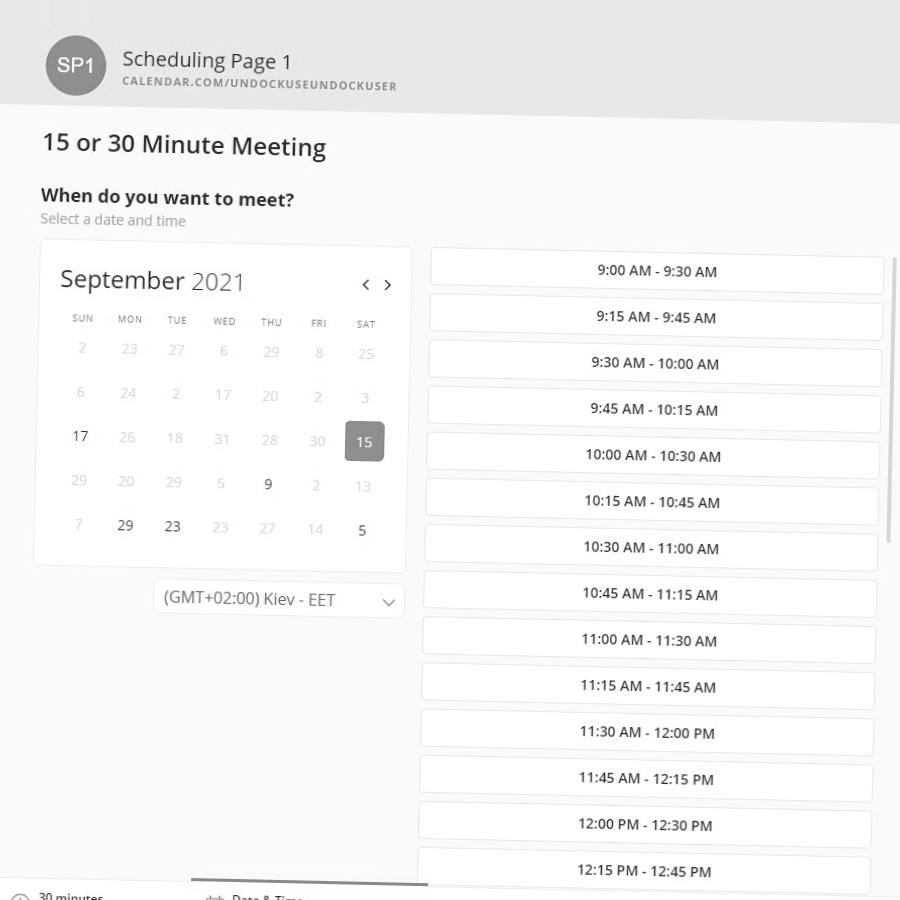 SP1
Scheduling Page 1
CALENDAR.COM/UNDOCKUSEUNDOCKUSER
15 or 30 Minute Meeting
When do you want to meet?
Select a date and time
September 2021
SUN MON TUE WED THU FRI SAT
2 23 27 6 29 8 25
6 24 2 17 20 2 3
17 26 18 31 28 30 15
29 20 29 5 9 2 13
7 29 23 23 27 14 5
(GMT+02:00) Kiev - EET
9:00 AM - 9:30 AM
9:15 AM - 9:45 AM
9:30 AM - 10:00 AM
9:45 AM - 10:15 AM
10:00 AM - 10:30 AM
10:15 AM - 10:45 AM
10:30 AM - 11:00 AM
10:45 AM - 11:15 AM
11:00 AM - 11:30 AM
11:15 AM - 11:45 AM
11:30 AM - 12:00 PM
11:45 AM - 12:15 PM
12:00 PM - 12:30 PM
12:15 PM - 12:45 PM
30 minutes
Date & Time